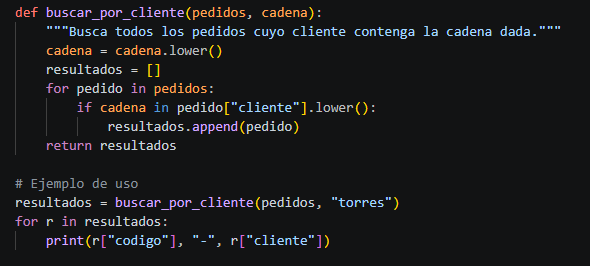 def buscar_por_cliente(pedidos, cadena):
    """Busca todos los pedidos cuyo cliente contenga la cadena dada."""
    cadena = cadena.lower()
    resultados = []
    for pedido in pedidos:
        if cadena in pedido["cliente"].lower():
            resultados.append(pedido)
    return resultados

# Ejemplo de uso
resultados = buscar_por_cliente(pedidos, "torres")
for r in resultados:
    print(r["codigo"], "-", r["cliente"])